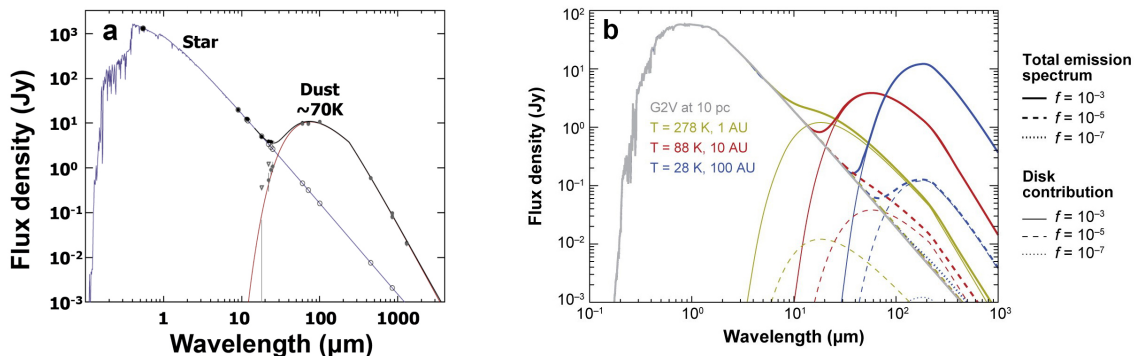 a
Star
Dust
~70K
Flux density (Jy)
10³
10²
10¹
10⁰
10⁻¹
10⁻²
10⁻³
1
10
100
1000
Wavelength (µm)
b
G2V at 10 pc
T = 278 K, 1 AU
T = 88 K, 10 AU
T = 28 K, 100 AU
Flux density (Jy)
10²
10¹
10⁰
10⁻¹
10⁻²
10⁻³
10⁻¹
10⁰
10¹
10²
10³
Wavelength (µm)
Total emission
spectrum
f = 10⁻³
f = 10⁻⁵
f = 10⁻⁷
Disk
contribution
f = 10⁻³
f = 10⁻⁵
f = 10⁻⁷